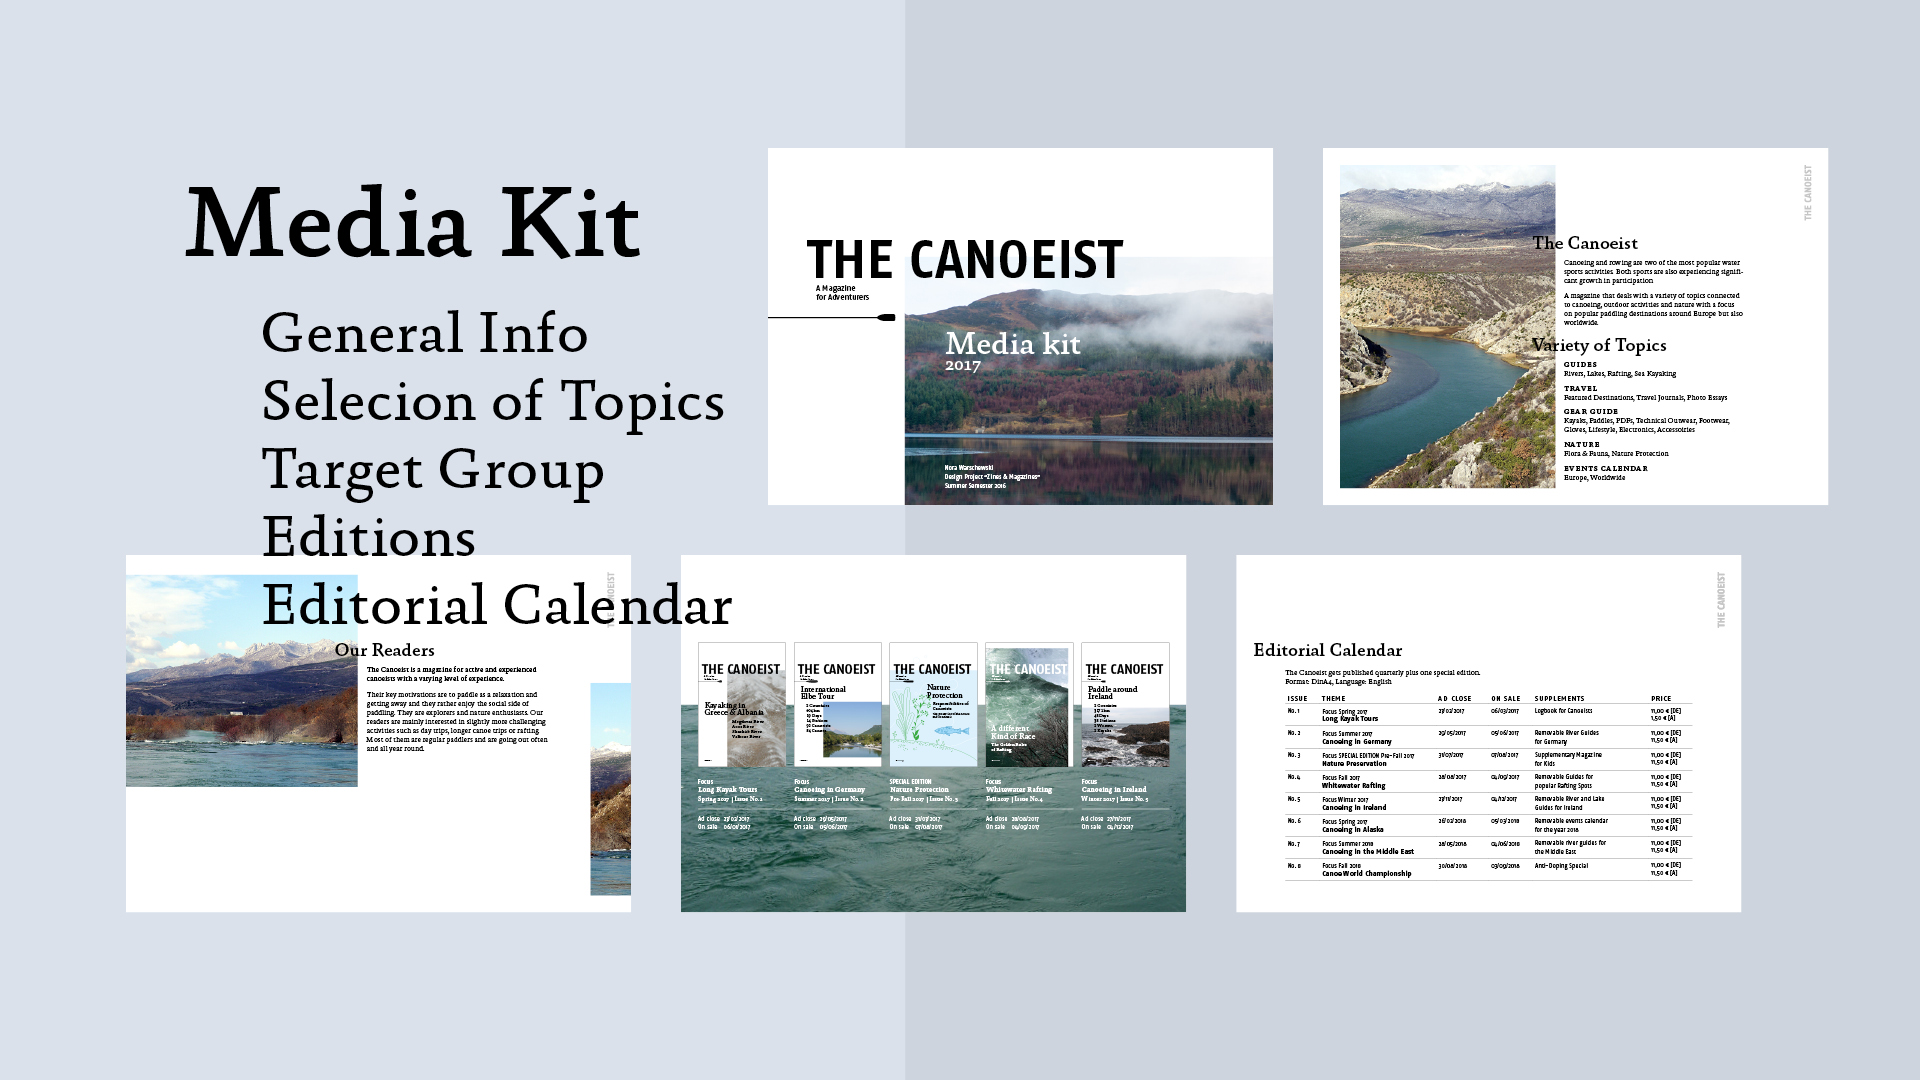 Media Kit
General Info
Selecion of Topics
Target Group
Editions
Editorial Calendar
THE CANOEIST
A Magazine
for Adventurers
Media kit
2017
Nora Warschewski
Design Project "Zines & Magazines"
Summer Semester 2016
THE CANOEIST
The Canoeist
Canoeing and rowing are two of the most popular water
sports activities. Both sports are also experiencing signifi-
cant growth in participation
A magazine that deals with a variety of topics connected
to canoeing, outdoor activities and nature with a focus
on popular paddling destinations around Europe but also
worldwide.
Variety of Topics
GUIDES
Rivers, Lakes, Rafting, Sea Kayaking
TRAVEL
Featured Destinations, Travel Journals, Photo Essays
GEAR GUIDE
Kayaks, Paddles, PDFs, Technical Outwear, Footwear,
Gloves, Lifestyle, Electronics, Accessoiries
NATURE
Flora & Fauna, Nature Protection
EVENTS CALENDAR
Europe, Worldwide
THE CANOEIST
Our Readers
The Canoeist is a magazine for active and experienced
canoeists with a varying level of experience.
Their key motivations are to paddle as a relaxation and
getting away and they rather enjoy the social side of
paddling. They are explorers and nature enthusiasts. Our
readers are mainly interested in slightly more challenging
activities such as day trips, longer canoe trips or rafting.
Most of them are regular paddlers and are going out often
and all year round.
THE CANOEIST
Kayaking in
Greece & Albania
Focus
Long Kayak Tours
Spring 2017 | Issue No.1
Ad close 27/02/2017
On sale 06/03/2017
THE CANOEIST
International
Elbe Tour
Focus
Canoeing in Germany
Summer 2017 | Issue No. 2
Ad close 29/05/2017
On sale 05/06/2017
THE CANOEIST
Nature
Protection
Responsibilities of
Canoeists
SPECIAL EDITION
Nature Protection
Pre Fall 2017 | Issue No. 3
Ad close 31/07/2017
On sale 07/08/2017
THE CANOEIST
A different
Kind of Race
The Golden Rules
of Rafting
Focus
Whitewater Rafting
Fall 2017 | Issue No.4
Ad close 28/08/2017
On sale 04/09/2017
THE CANOEIST
Paddle around
Ireland
Focus
Canoeing in Ireland
Winter 2017 | Issue No. 5
Ad close 27/11/2017
On sale 04/12/2017
THE CANOEIST
Editorial Calendar
The Canoeist gets published quarterly plus one special edition.
Format: DinA4, Language: English
ISSUE THEME AD CLOSE ON SALE SUPPLEMENTS PRICE
No. 1 Focus Spring 2017 27/02/2017 06/03/2017 Logbook for Canoeists 11,00 € [DE]
Long Kayak Tours 1,50 € [A]
No. 2 Focus Summer 2017 29/05/2017 05/06/2017 Removable River Guides 11,00 € [DE]
Canoeing in Germany for Germany 11,50 € [A]
No. 3 Focus SPECIAL EDITION Pre-Fall 2017 31/07/2017 07/08/2017 Supplementary Magazine 11,00 € [DE]
Nature Preservation for Kids 11,50 € [A]
No. 4 Focus Fall 2017 28/08/2017 04/09/2017 Removable Guides for 11,00 € [DE]
Whitewater Rafting popular Rafting Spots 11,50 € [A]
No. 5 Focus Winter 2017 27/11/2017 04/12/2017 Removable River and Lake 11,00 € [DE]
Canoeing in Ireland Guides for Ireland 11,50 € [A]
No. 6 Focus Spring 2017 26/02/2018 05/03/2018 Removable events calendar 11,00 € [DE]
Canoeing in Alaska for the year 2018 11,50 € [A]
No. 7 Focus Summer 2018 28/05/2018 04/06/2018 Removable river guides for 11,00 € [DE]
Canoeing in the Middle East the Middle East 11,50 € [A]
No. 8 Focus Fall 2018 30/08/2018 03/09/2018 Anti-Doping Special 11,00 € [DE]
Canoe World Championship 11,50 € [A]